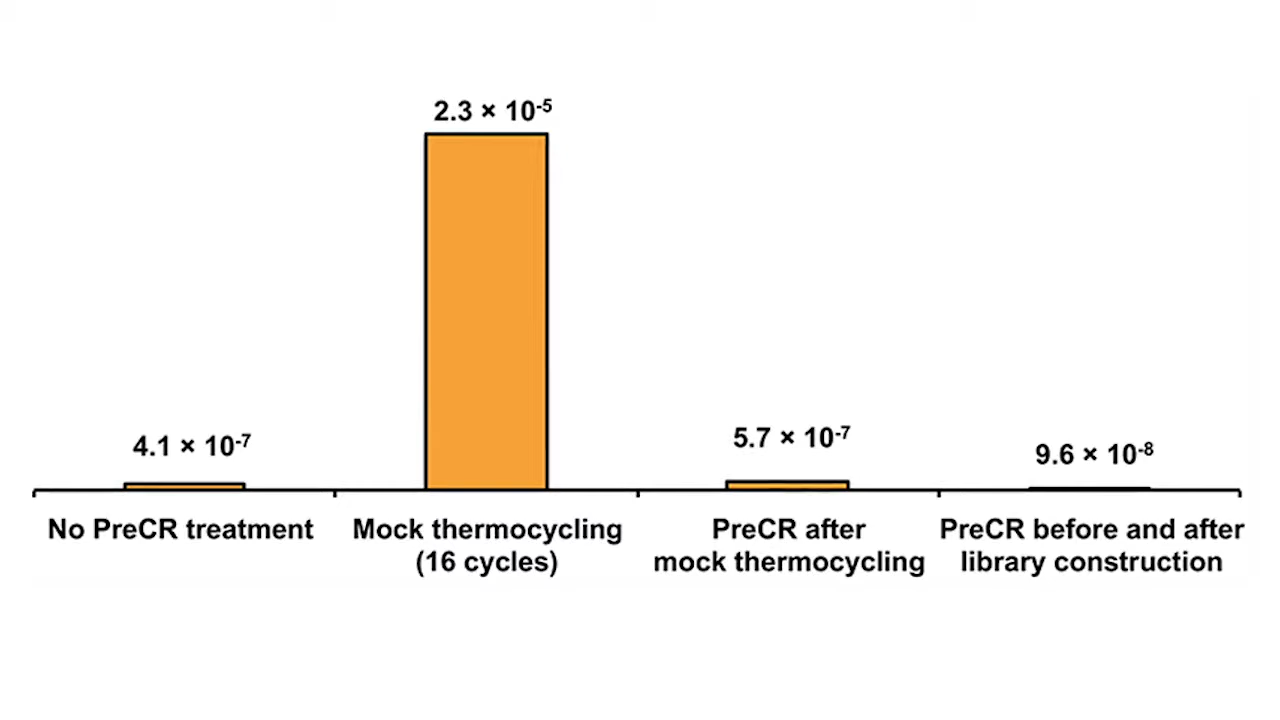 2.3 × 10⁻⁵
4.1 × 10⁻⁷
5.7 × 10⁻⁷
9.6 × 10⁻⁸
No PreCR treatment
Mock thermocycling
(16 cycles)
PreCR after
mock thermocycling
PreCR before and after
library construction